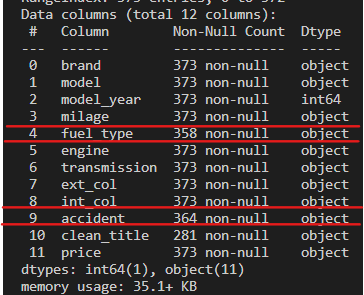 RangeIndex: 373 entries, 0 to 372
Data columns (total 12 columns):
 #   Column        Non-Null Count  Dtype
---  ------        --------------  -----
 0   brand         373 non-null    object
 1   model         373 non-null    object
 2   model_year    373 non-null    int64
 3   milage        373 non-null    object
 4   fuel_type     358 non-null    object
 5   engine        373 non-null    object
 6   transmission  373 non-null    object
 7   ext_col       373 non-null    object
 8   int_col       373 non-null    object
 9   accident      364 non-null    object
 10  clean_title   281 non-null    object
 11  price         373 non-null    object
dtypes: int64(1), object(11)
memory usage: 35.1+ KB